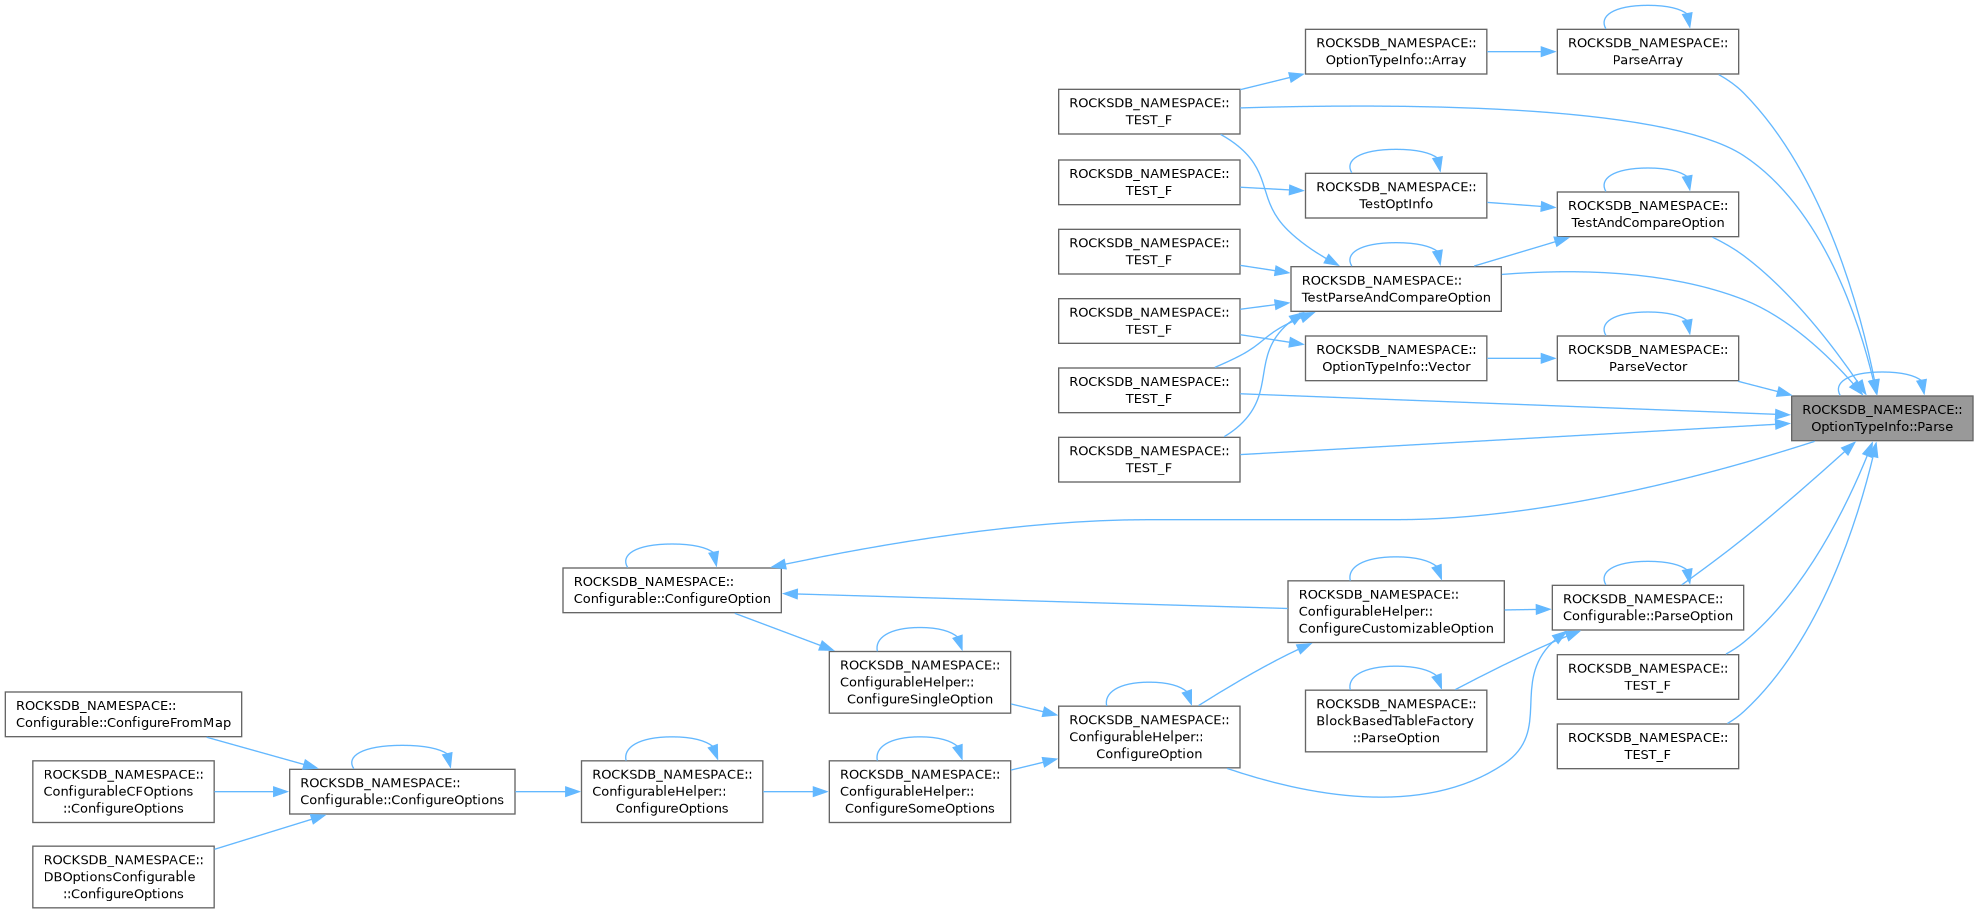 ROCKSDB_NAMESPACE::
OptionTypeInfo::Array
ROCKSDB_NAMESPACE::
ParseArray
ROCKSDB_NAMESPACE::
TEST_F
ROCKSDB_NAMESPACE::
TEST_F
ROCKSDB_NAMESPACE::
TestOptInfo
ROCKSDB_NAMESPACE::
TestAndCompareOption
ROCKSDB_NAMESPACE::
TEST_F
ROCKSDB_NAMESPACE::
TestParseAndCompareOption
ROCKSDB_NAMESPACE::
TEST_F
ROCKSDB_NAMESPACE::
OptionTypeInfo::Vector
ROCKSDB_NAMESPACE::
ParseVector
ROCKSDB_NAMESPACE::
TEST_F
ROCKSDB_NAMESPACE::
OptionTypeInfo::Parse
ROCKSDB_NAMESPACE::
TEST_F
ROCKSDB_NAMESPACE::
Configurable::ConfigureOption
ROCKSDB_NAMESPACE::
ConfigurableHelper::
ConfigureCustomizableOption
ROCKSDB_NAMESPACE::
Configurable::ParseOption
ROCKSDB_NAMESPACE::
ConfigurableHelper::
ConfigureSingleOption
ROCKSDB_NAMESPACE::
TEST_F
ROCKSDB_NAMESPACE::
BlockBasedTableFactory
::ParseOption
ROCKSDB_NAMESPACE::
Configurable::ConfigureFromMap
ROCKSDB_NAMESPACE::
ConfigurableHelper::
ConfigureOption
ROCKSDB_NAMESPACE::
TEST_F
ROCKSDB_NAMESPACE::
ConfigurableCFOptions
::ConfigureOptions
ROCKSDB_NAMESPACE::
Configurable::ConfigureOptions
ROCKSDB_NAMESPACE::
ConfigurableHelper::
ConfigureOptions
ROCKSDB_NAMESPACE::
ConfigurableHelper::
ConfigureSomeOptions
ROCKSDB_NAMESPACE::
DBOptionsConfigurable
::ConfigureOptions